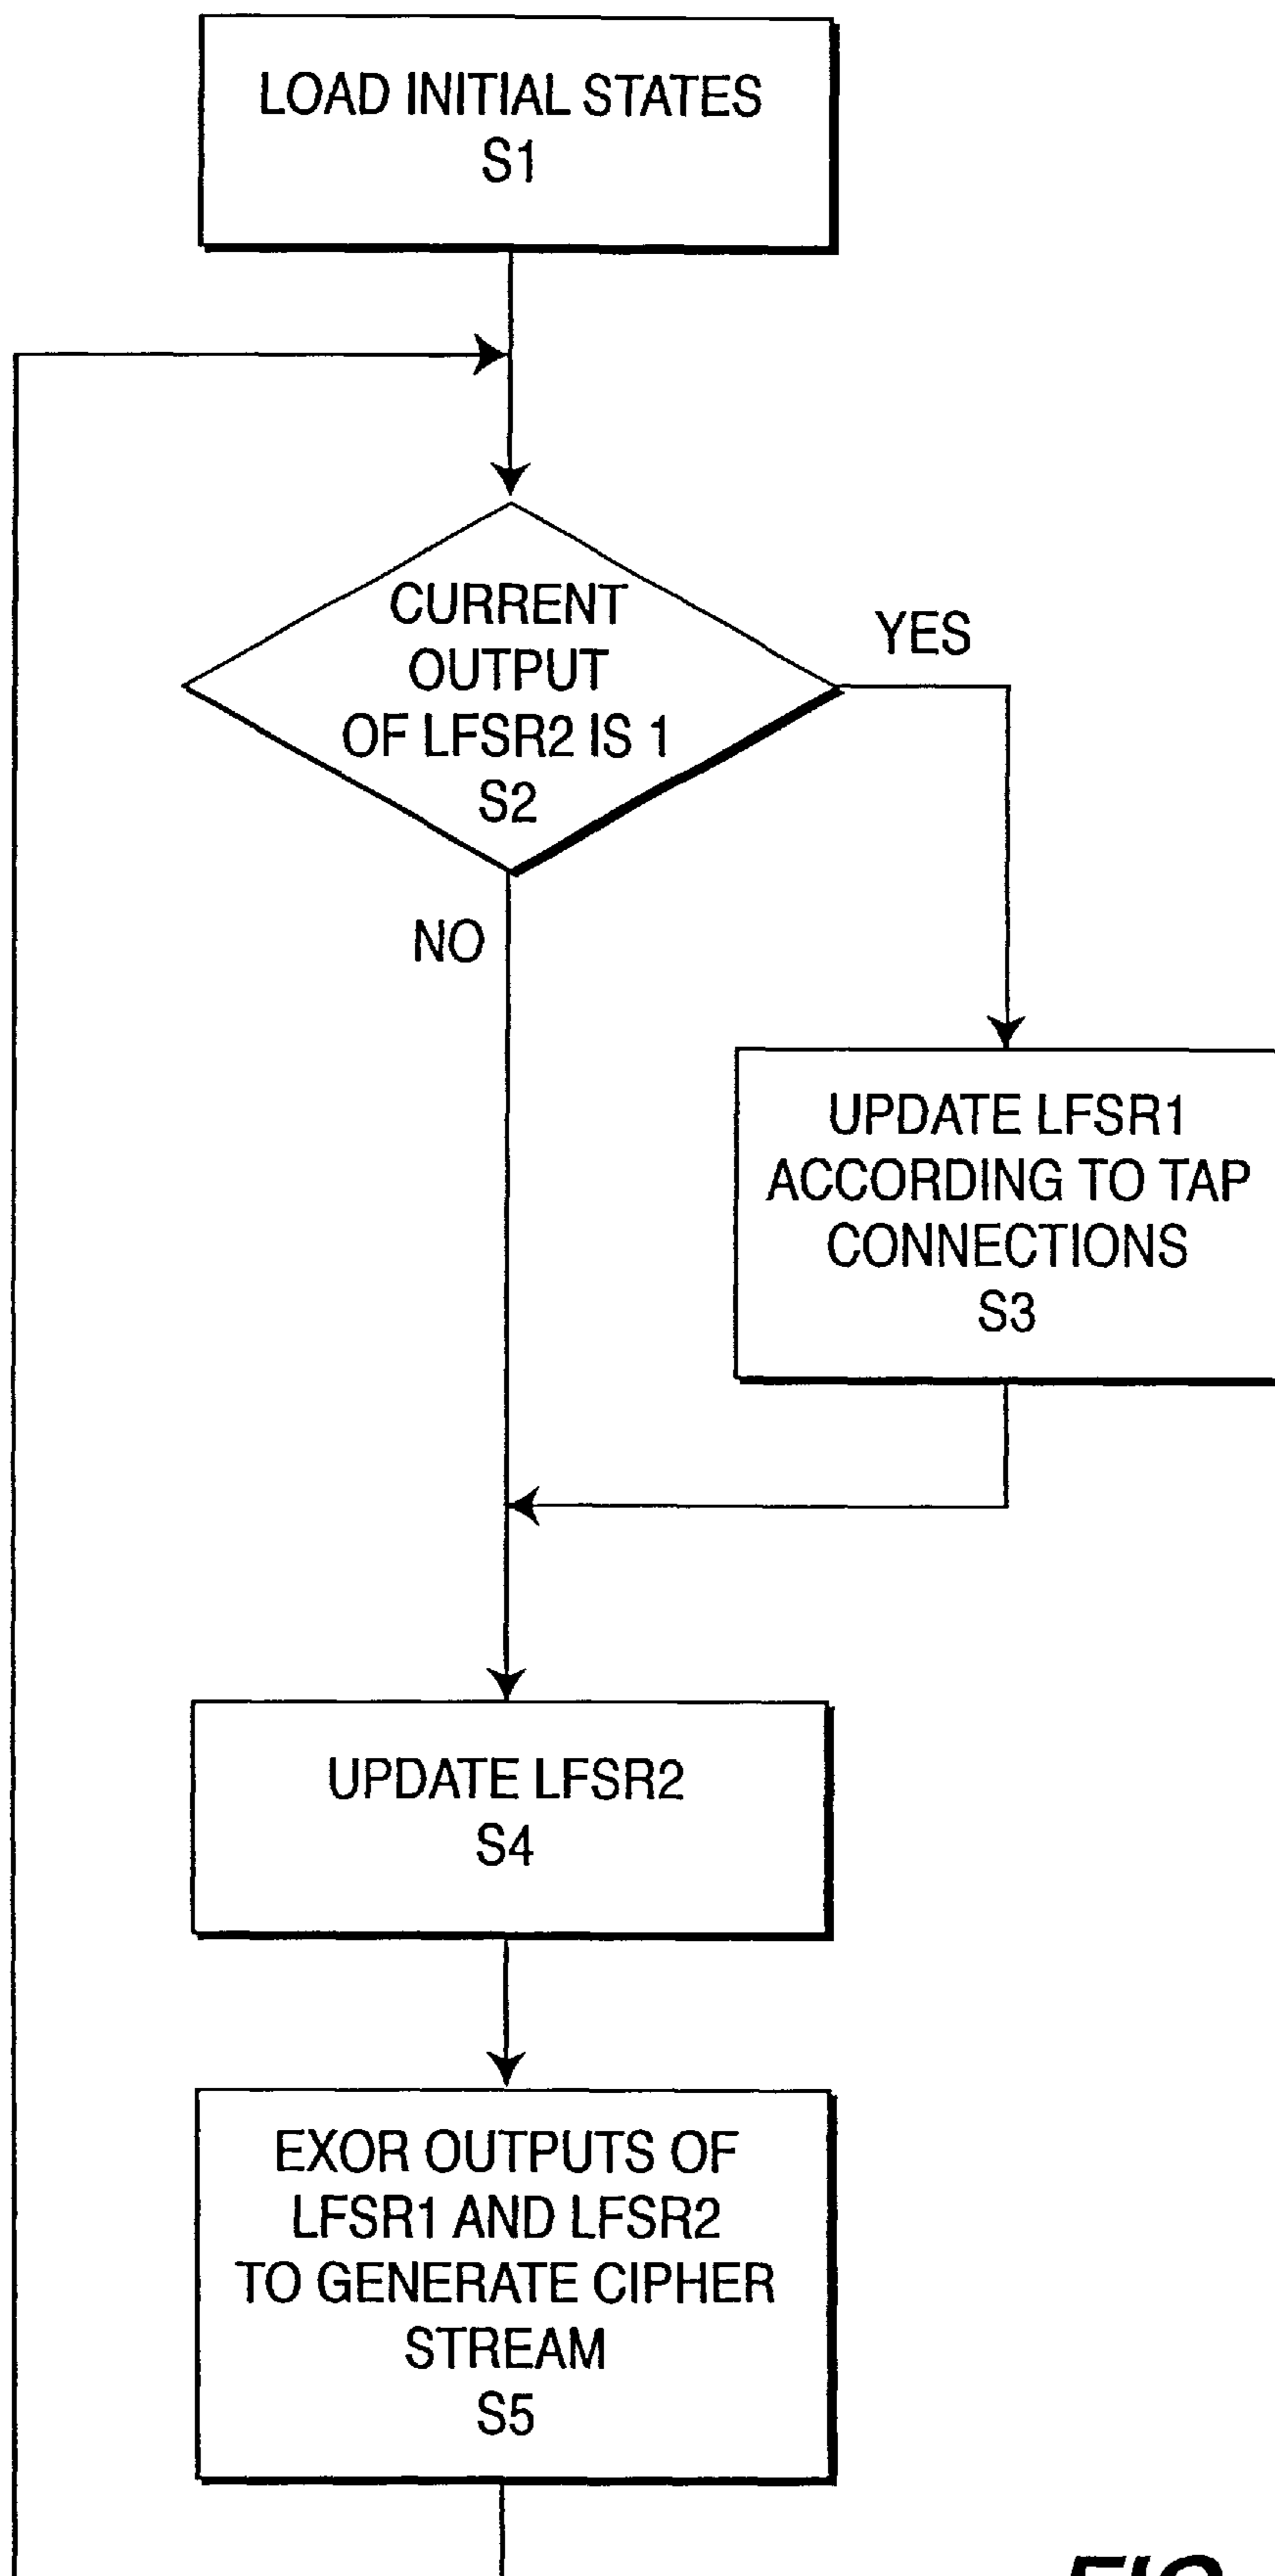 LOAD INITIAL STATES
S1
CURRENT
OUTPUT
OF LFSR2 IS 1
S2
YES
NO
UPDATE LFSR1
ACCORDING TO TAP
CONNECTIONS
S3
UPDATE LFSR2
S4
EXOR OUTPUTS OF
LFSR1 AND LFSR2
TO GENERATE CIPHER
STREAM
S5